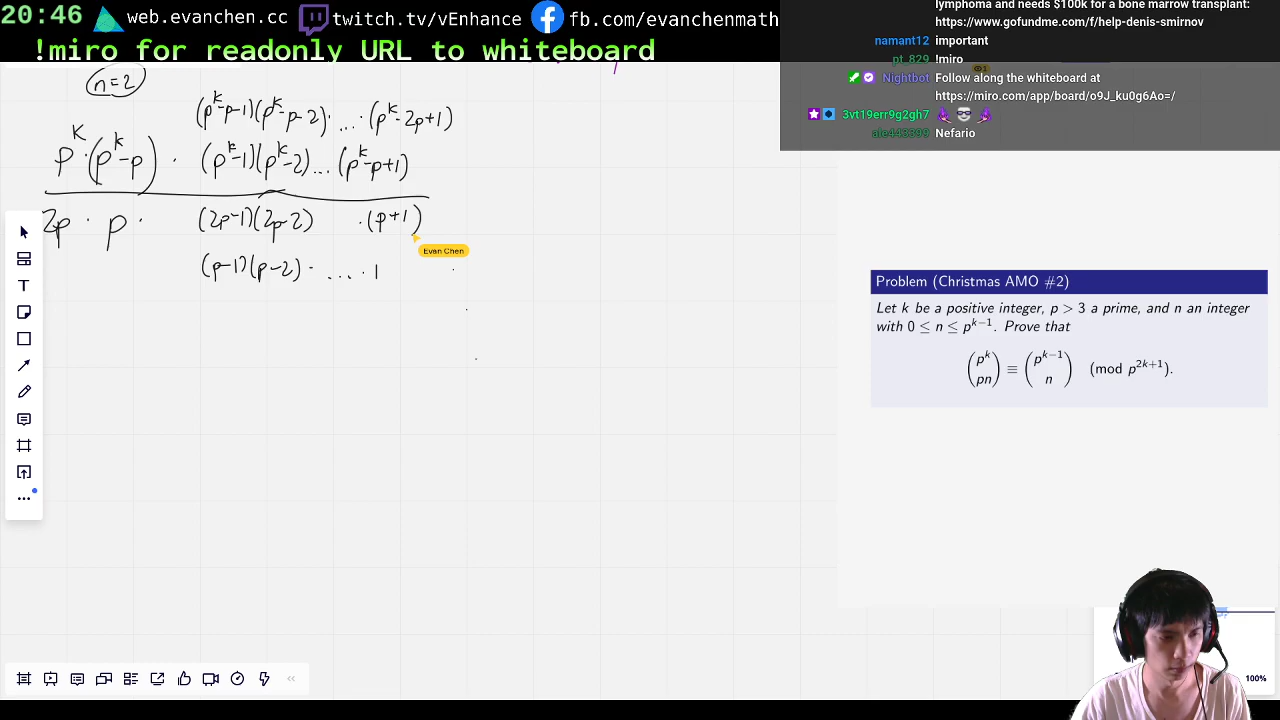 20:46 web.evanchen.cc twitch.tv/vEnhance fb.com/evanchenmath
!miro for readonly URL to whiteboard
lymphoma and needs $100k for a bone marrow transplant:
https://www.gofundme.com/f/help-denis-smirnov
namant12 important
pt_829 !miro
Nightbot Follow along the whiteboard at
https://miro.com/app/board/o9J_ku0g6Ao=/
3vt19err9g2gh7
ale443399 Nefario
n=2
(p^k-p-1)(p^k-p-2)· ... ·(p^k-2p+1)
p^k·(p^k-p) · (p^k-1)(p^k-2)...(p^k-p+1)
2p · p · (2p-1)(2p-2) ·(p+1)
(p-1)(p-2)· ... ·1
Evan Chen
Problem (Christmas AMO #2)
Let k be a positive integer, p > 3 a prime, and n an integer
with 0 ≤ n ≤ p^{k−1}. Prove that
(p^k pn) ≡ (p^{k−1} n) (mod p^{2k+1}).
100%